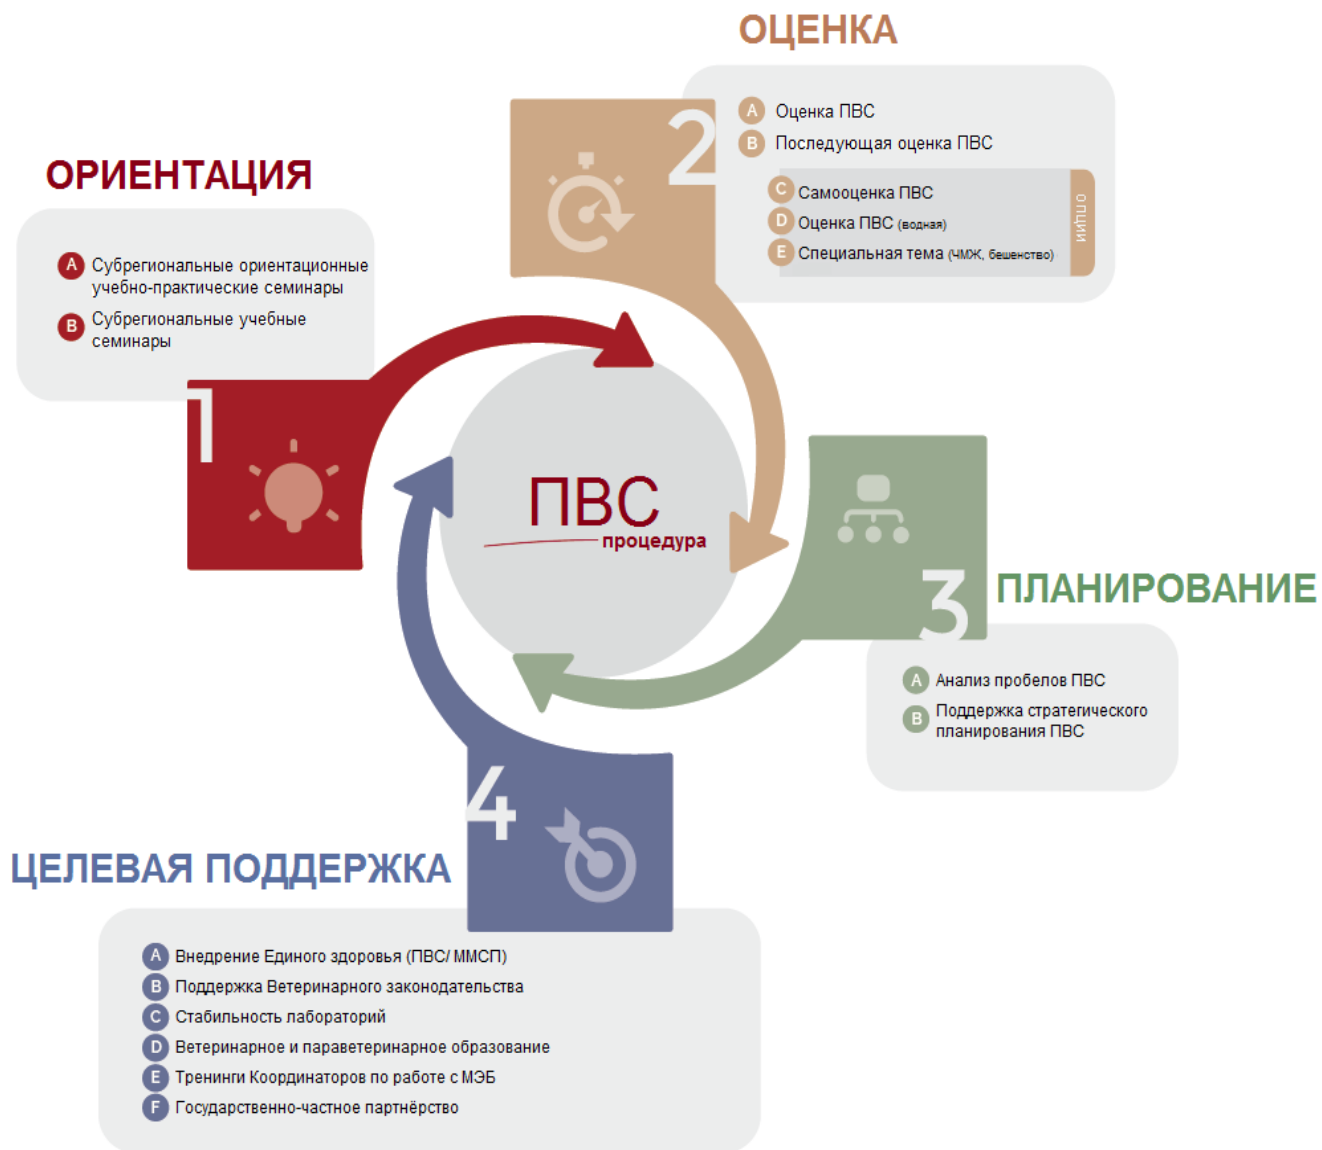 ОРИЕНТАЦИЯ
1
A Субрегиональные ориентационные
учебно-практические семинары
B Субрегиональные учебные
семинары
ОЦЕНКА
2
A Оценка ПВС
B Последующая оценка ПВС
C Самооценка ПВС
D Оценка ПВС (водная)
E Специальная тема (ЧМЖ, бешенство)
опции
ПВС
процедура
3
ПЛАНИРОВАНИЕ
A Анализ пробелов ПВС
B Поддержка стратегического
планирования ПВС
4
ЦЕЛЕВАЯ ПОДДЕРЖКА
A Внедрение Единого здоровья (ПВС/ ММСП)
B Поддержка Ветеринарного законодательства
C Стабильность лабораторий
D Ветеринарное и параветеринарное образование
E Тренинги Координаторов по работе с МЭБ
F Государственно-частное партнёрство